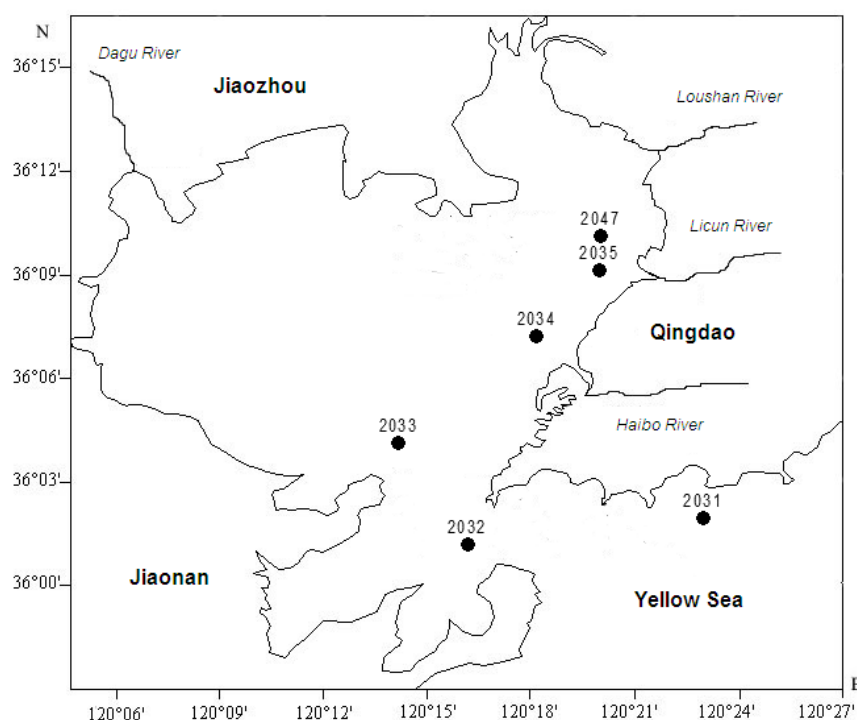 N
Dagu River
36°15'
Jiaozhou
Loushan River
36°12'
2047
Licun River
2035
36°09'
2034
Qingdao
36°06'
2033
Haibo River
36°03'
2031
2032
Jiaonan
36°00'
Yellow Sea
E
120°06'
120°09'
120°12'
120°15'
120°18'
120°21'
120°24'
120°27'